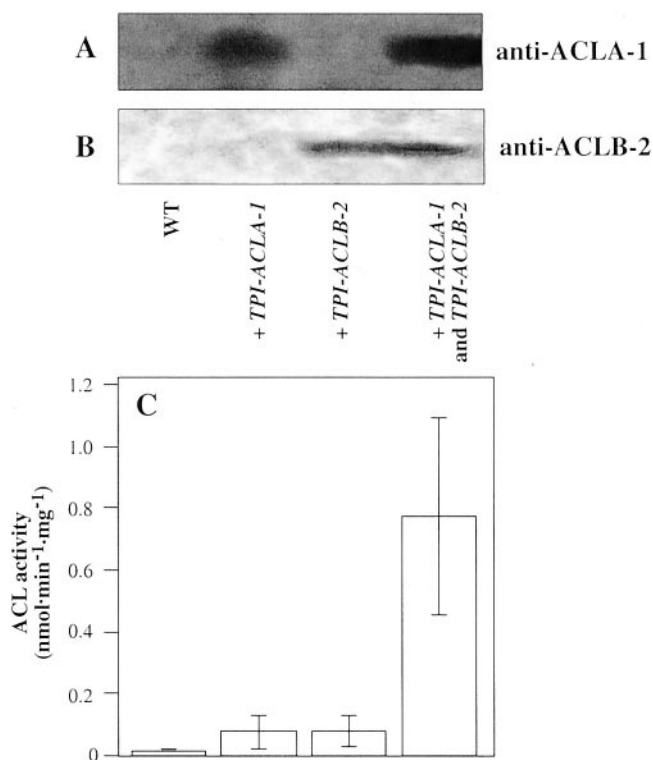 A
anti-ACLA-1
B
anti-ACLB-2
WT
+ TPI-ACLA-1
+ TPI-ACLB-2
+ TPI-ACLA-1
and TPI-ACLB-2
C
ACL activity
(nmol·min⁻¹·mg⁻¹)
1.2
1.0
0.8
0.6
0.4
0.2
0